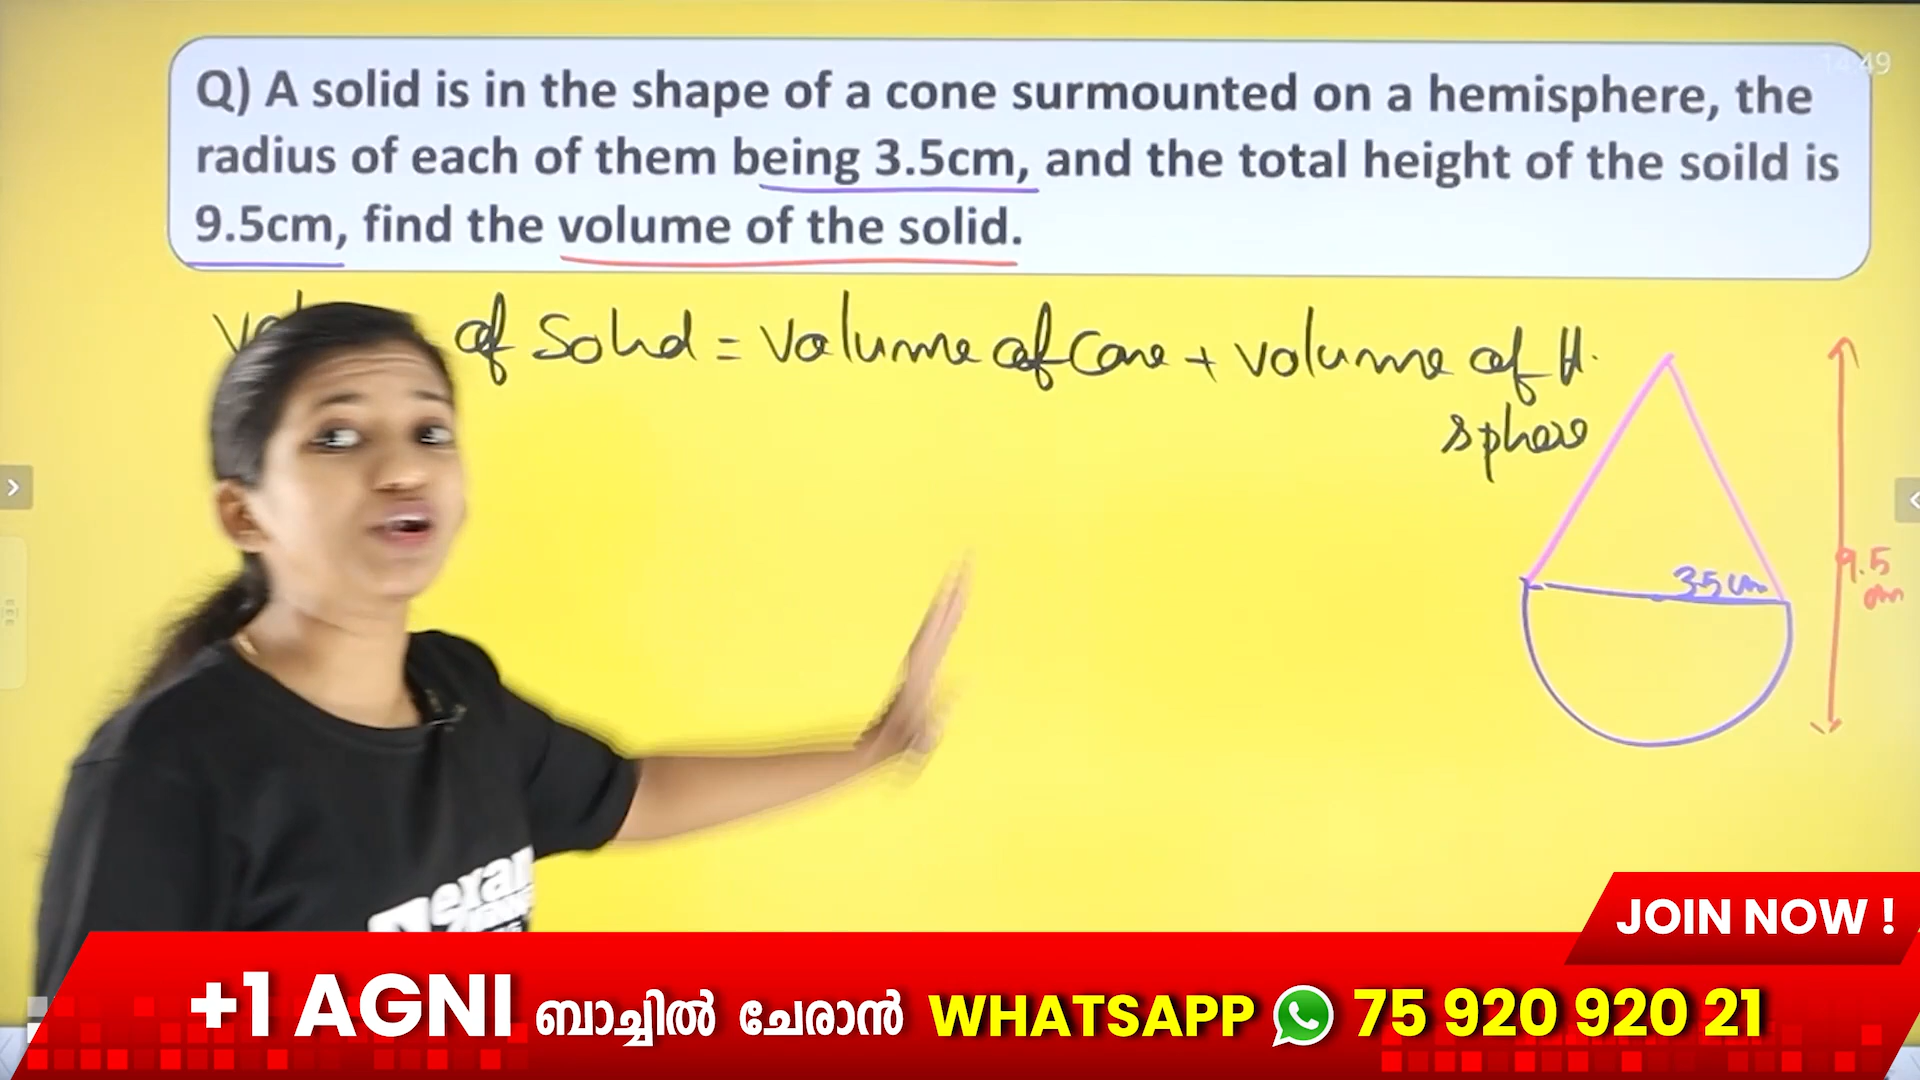 Q) A solid is in the shape of a cone surmounted on a hemisphere, the
14:49
radius of each of them being 3.5cm, and the total height of the soild is
9.5cm, find the volume of the solid.
of Solid = Volume of Cone + Volume of H.
sphere
3.5 cm
9.5
cm
exam
JOIN NOW !
+1 AGNI ബാച്ചിൽ ചേരാൻ WHATSAPP 75 920 920 21